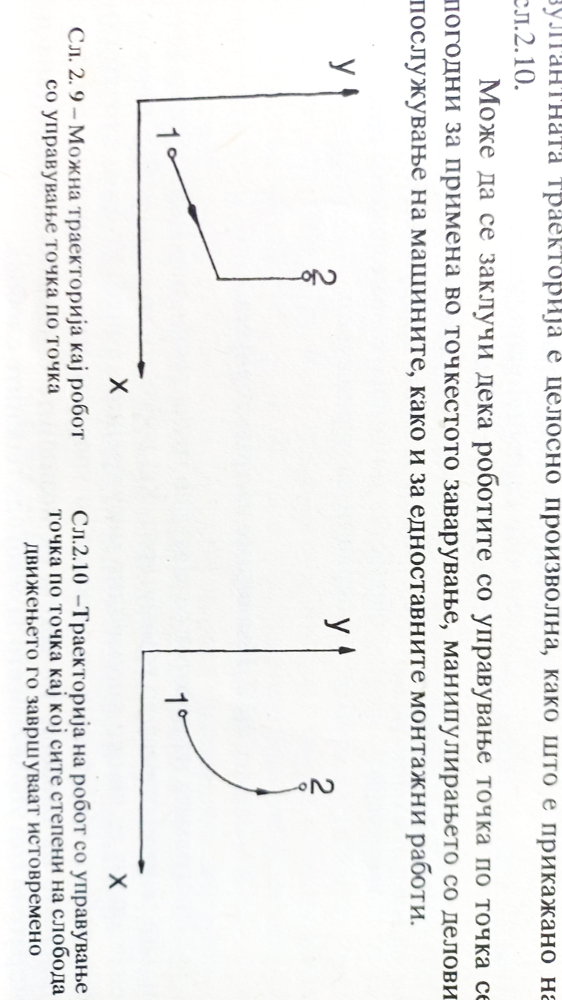 зултантната траекторија е целосно произволна, како што е прикажано на
сл.2.10.
Може да се заклучи дека роботите со управување точка по точка се
погодни за примена во точкестото заварување, манипулирањето со делови
послужување на машините, како и за едноставните монтажни работи.
y
1
2
x
Сл. 2. 9 – Можна траекторија кај робот
со управување точка по точка
y
1
2
x
Сл.2.10 –Траекторија на робот со управување
точка по точка кај кој сите степени на слобода
движењето го завршуваат истовремено